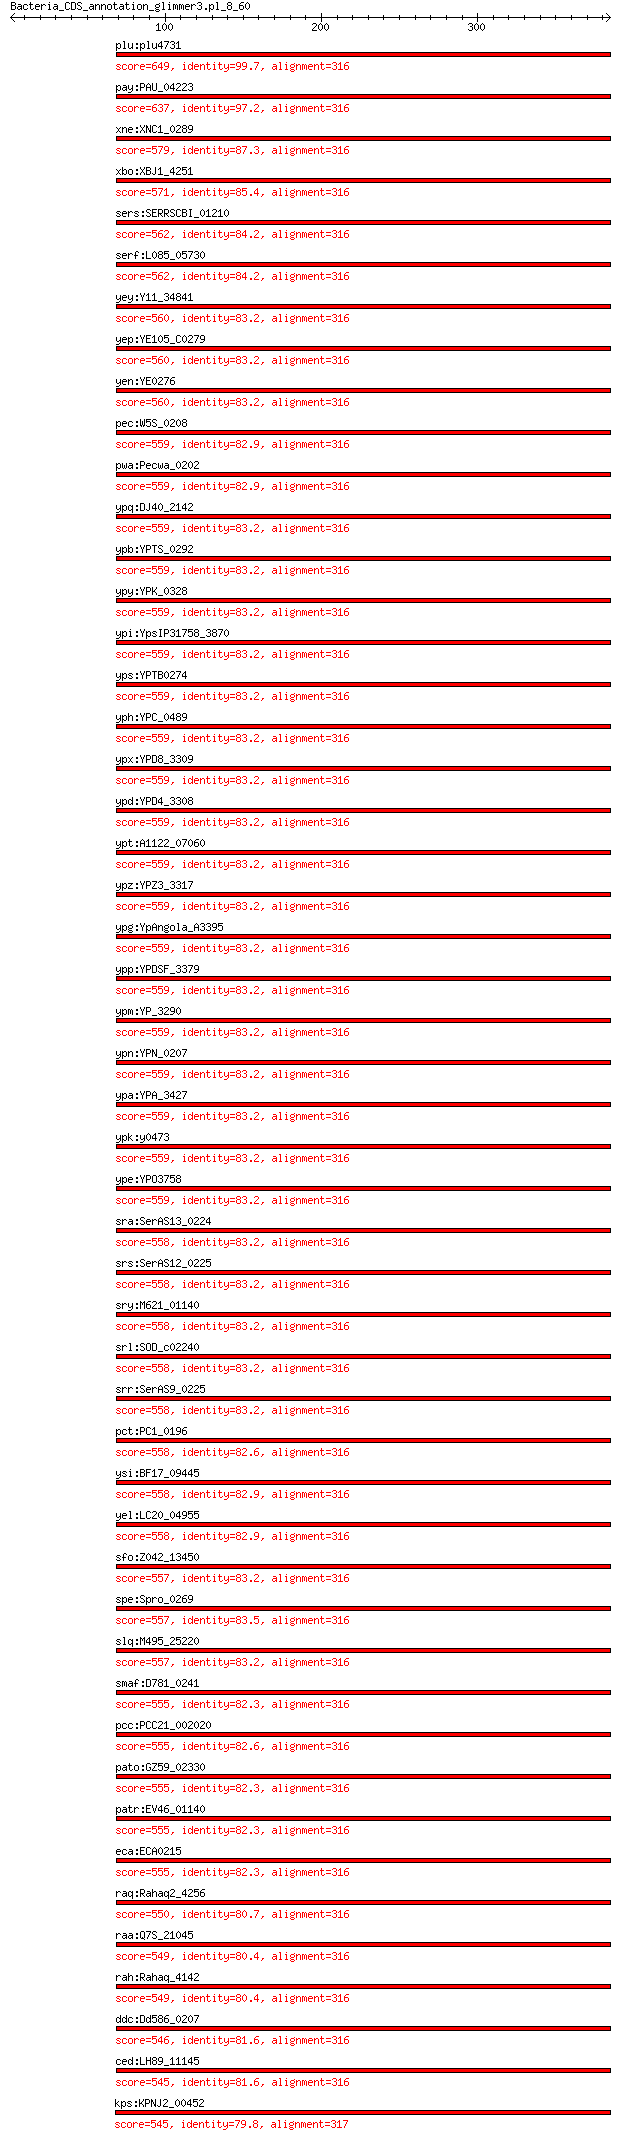 Bacteria_CDS_annotation_glimmer3.pl_8_60
100 200 300
plu:plu4731
score=649, identity=99.7, alignment=316
pay:PAU_04223
score=637, identity=97.2, alignment=316
xne:XNC1_0289
score=579, identity=87.3, alignment=316
xbo:XBJ1_4251
score=571, identity=85.4, alignment=316
sers:SERRSCBI_01210
score=562, identity=84.2, alignment=316
serf:L085_05730
score=562, identity=84.2, alignment=316
yey:Y11_34841
score=560, identity=83.2, alignment=316
yep:YE105_C0279
score=560, identity=83.2, alignment=316
yen:YE0276
score=560, identity=83.2, alignment=316
pec:W5S_0208
score=559, identity=82.9, alignment=316
pwa:Pecwa_0202
score=559, identity=82.9, alignment=316
ypq:DJ40_2142
score=559, identity=83.2, alignment=316
ypb:YPTS_0292
score=559, identity=83.2, alignment=316
ypy:YPK_0328
score=559, identity=83.2, alignment=316
ypi:YpsIP31758_3870
score=559, identity=83.2, alignment=316
yps:YPTB0274
score=559, identity=83.2, alignment=316
yph:YPC_0489
score=559, identity=83.2, alignment=316
ypx:YPD8_3309
score=559, identity=83.2, alignment=316
ypd:YPD4_3308
score=559, identity=83.2, alignment=316
ypt:A1122_07060
score=559, identity=83.2, alignment=316
ypz:YPZ3_3317
score=559, identity=83.2, alignment=316
ypg:YpAngola_A3395
score=559, identity=83.2, alignment=316
ypp:YPDSF_3379
score=559, identity=83.2, alignment=316
ypm:YP_3290
score=559, identity=83.2, alignment=316
ypn:YPN_0207
score=559, identity=83.2, alignment=316
ypa:YPA_3427
score=559, identity=83.2, alignment=316
ypk:y0473
score=559, identity=83.2, alignment=316
ype:YPO3758
score=559, identity=83.2, alignment=316
sra:SerAS13_0224
score=558, identity=83.2, alignment=316
srs:SerAS12_0225
score=558, identity=83.2, alignment=316
sry:M621_01140
score=558, identity=83.2, alignment=316
srl:SOD_c02240
score=558, identity=83.2, alignment=316
srr:SerAS9_0225
score=558, identity=83.2, alignment=316
pct:PC1_0196
score=558, identity=82.6, alignment=316
ysi:BF17_09445
score=558, identity=82.9, alignment=316
yel:LC20_04955
score=558, identity=82.9, alignment=316
sfo:Z042_13450
score=557, identity=83.2, alignment=316
spe:Spro_0269
score=557, identity=83.5, alignment=316
slq:M495_25220
score=557, identity=83.2, alignment=316
smaf:D781_0241
score=555, identity=82.3, alignment=316
pcc:PCC21_002020
score=555, identity=82.6, alignment=316
pato:GZ59_02330
score=555, identity=82.3, alignment=316
patr:EV46_01140
score=555, identity=82.3, alignment=316
eca:ECA0215
score=555, identity=82.3, alignment=316
raq:Rahaq2_4256
score=550, identity=80.7, alignment=316
raa:Q7S_21045
score=549, identity=80.4, alignment=316
rah:Rahaq_4142
score=549, identity=80.4, alignment=316
ddc:Dd586_0207
score=546, identity=81.6, alignment=316
ced:LH89_11145
score=545, identity=81.6, alignment=316
kps:KPNJ2_00452
score=545, identity=79.8, alignment=317